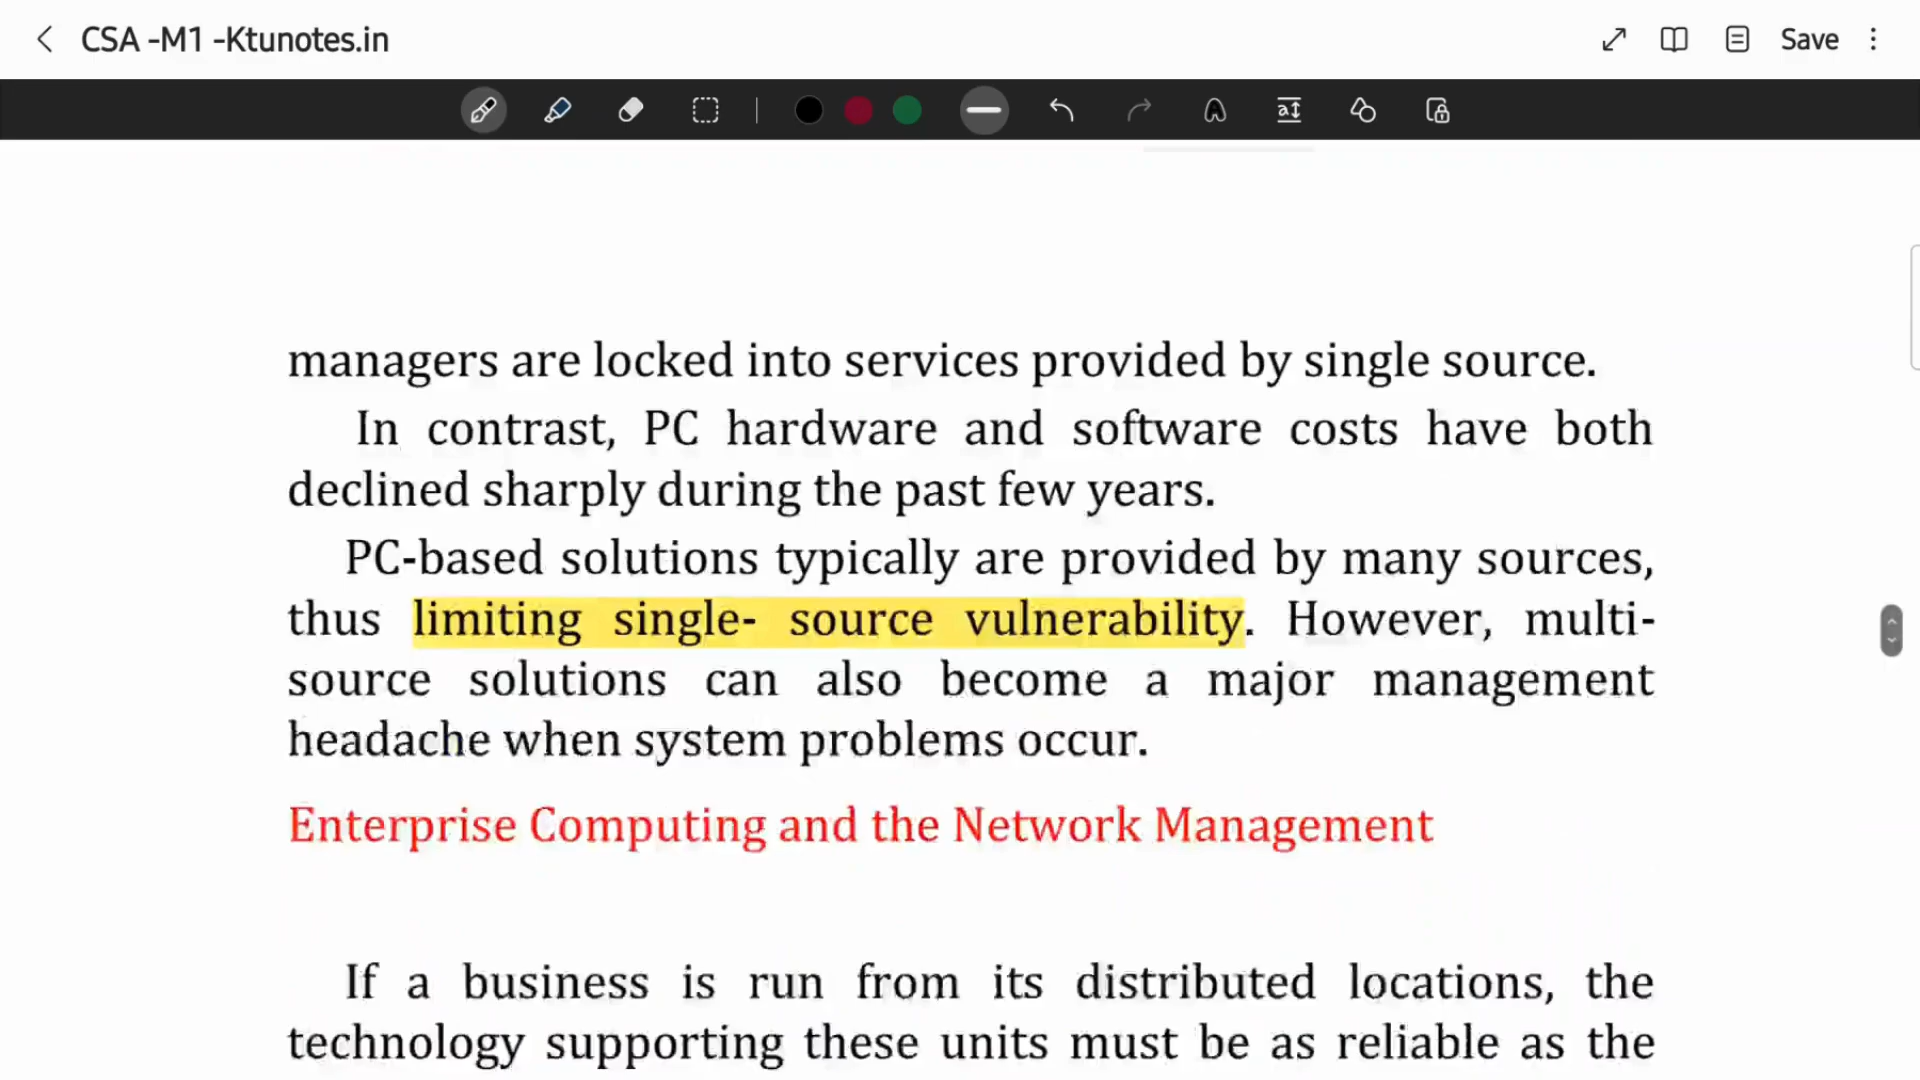 CSA -M1 -Ktunotes.in
Save
managers are locked into services provided by single source.
In contrast, PC hardware and software costs have both
declined sharply during the past few years.
PC-based solutions typically are provided by many sources,
thus limiting single- source vulnerability. However, multi-
source solutions can also become a major management
headache when system problems occur.
Enterprise Computing and the Network Management
If a business is run from its distributed locations, the
technology supporting these units must be as reliable as the